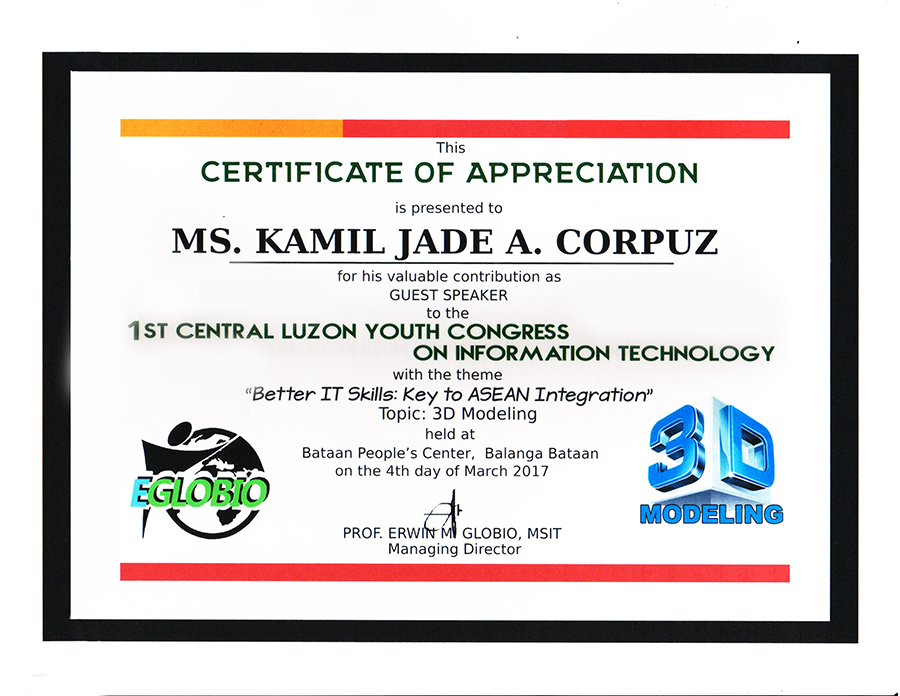 This
CERTIFICATE OF APPRECIATION
is presented to
MS. KAMIL JADE A. CORPUZ
for his valuable contribution as
GUEST SPEAKER
to the
1ST CENTRAL LUZON YOUTH CONGRESS
ON INFORMATION TECHNOLOGY
with the theme
“Better IT Skills: Key to ASEAN Integration”
Topic: 3D Modeling
held at
Bataan People’s Center, Balanga Bataan
on the 4th day of March 2017
EGLOBIO
3D
MODELING
PROF. ERWIN M. GLOBIO, MSIT
Managing Director